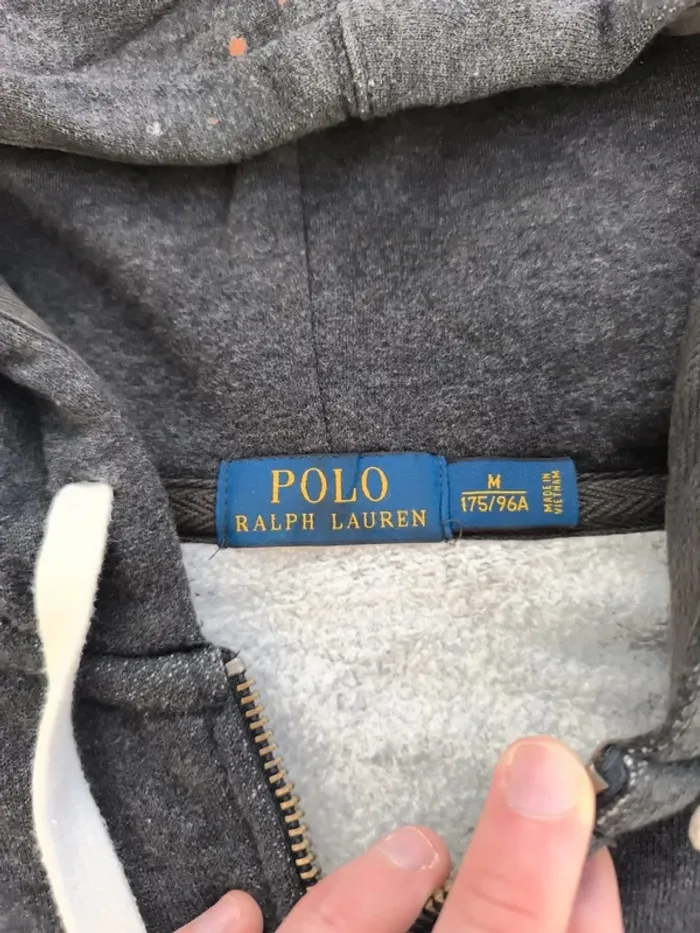 POLO
RALPH LAUREN
M
175/96A
MADE IN
VIETNAM